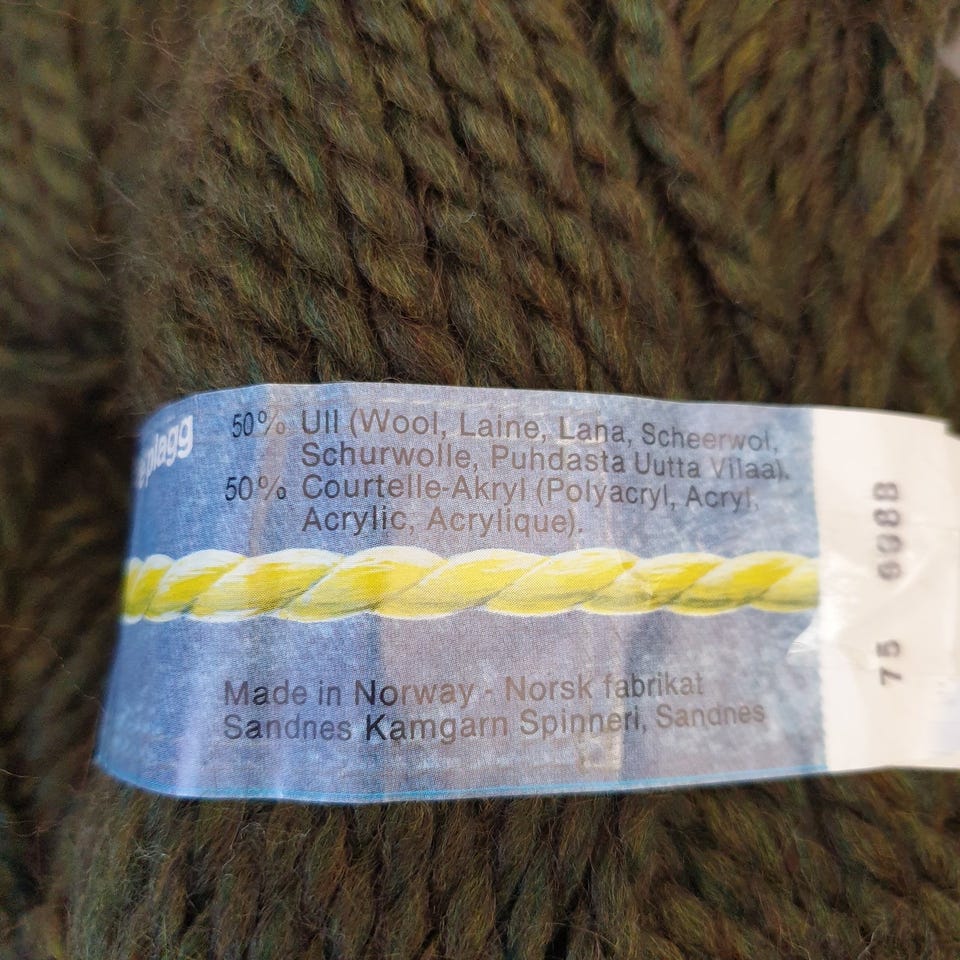 50% Ull (Wool, Laine, Lana, Scheerwol,
Schurwolle, Puhdasta Uutta Vilaa).
50% Courtelle-Akryl (Polyacryl, Acryl,
Acrylic, Acrylique).
Made in Norway - Norsk fabrikat
Sandnes Kamgarn Spinneri, Sandnes
75